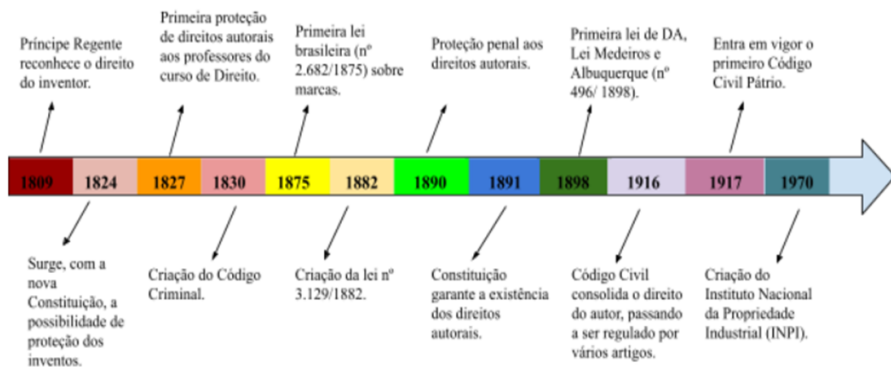 Príncipe Regente
reconhece o direito
do inventor.
Primeira proteção
de direitos autorais
aos professores do
curso de Direito.
Primeira lei
brasileira (nº
2.682/1875) sobre
marcas.
Proteção penal aos
direitos autorais.
Primeira lei de DA,
Lei Medeiros e
Albuquerque (nº
496/ 1898).
Entra em vigor o
primeiro Código
Civil Pátrio.
1809 1824 1827 1830 1875 1882 1890 1891 1898 1916 1917 1970
Surge, com a
nova
Constituição, a
possibilidade de
proteção dos
inventos.
Criação do Código
Criminal.
Criação da lei nº
3.129/1882.
Constituição
garante a existência
dos direitos
autorais.
Código Civil
consolida o direito
do autor, passando
a ser regulado por
vários artigos.
Criação do
Instituto Nacional
da Propriedade
Industrial (INPI).